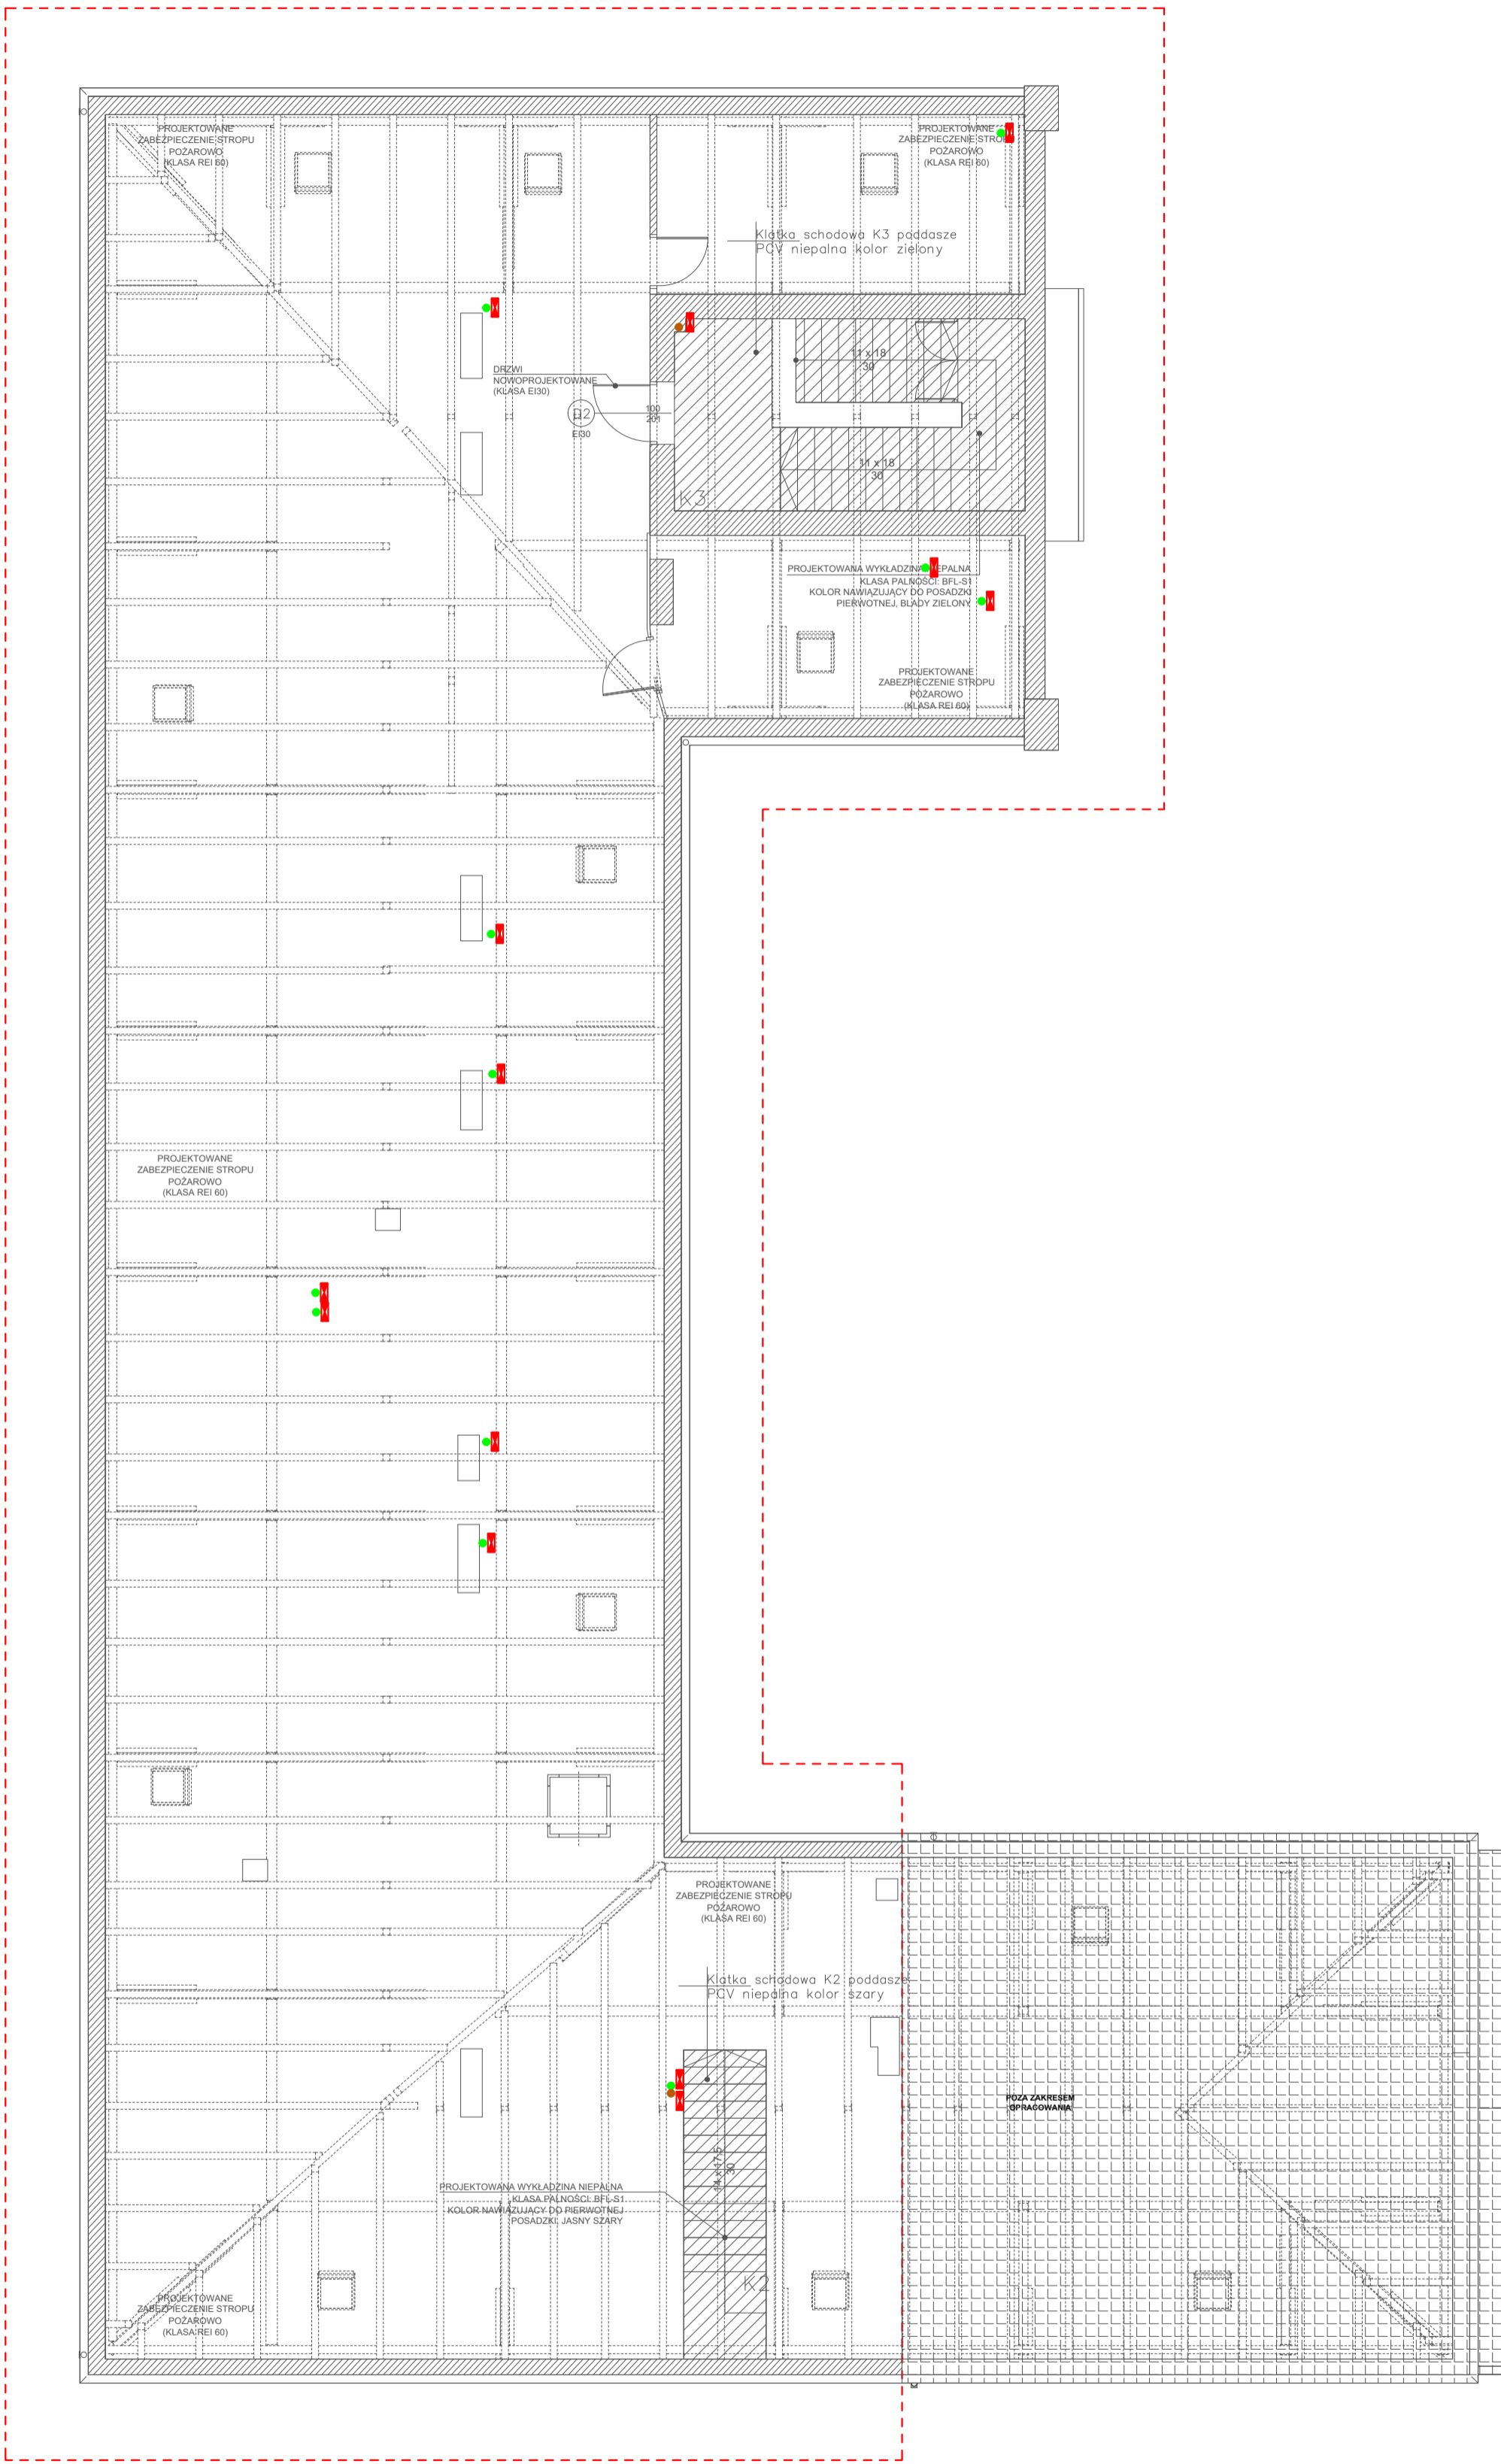 PROJEKTOWANE
ZABEZPIECZENIE STROPU
POŻAROWO
(KLASA REI 60)
PROJEKTOWANE
ZABEZPIECZENIE STROPU
POŻAROWO
(KLASA REI 60)
Klatka schodowa K3 poddasze
PCV niepalna kolor zielony
11 x 18
30
DRZWI
NOWOPROJEKTOWANE
(KLASA EI30)
D2
EI30
100
201
11 x 18
30
K3
PROJEKTOWANA WYKŁADZINA NIEPALNA
KLASA PALNOŚCI: BFL-S1
KOLOR NAWIĄZUJĄCY DO POSADZKI
PIERWOTNEJ, BLADY ZIELONY
PROJEKTOWANE
ZABEZPIECZENIE STROPU
POŻAROWO
(KLASA REI 60)
PROJEKTOWANE
ZABEZPIECZENIE STROPU
POŻAROWO
(KLASA REI 60)
PROJEKTOWANE
ZABEZPIECZENIE STROPU
POŻAROWO
(KLASA REI 60)
Klatka schodowa K2 poddasze
PCV niepalna kolor szary
POZA ZAKRESEM
OPRACOWANIA
14 x 17,5
30
PROJEKTOWANA WYKŁADZINA NIEPALNA
KLASA PALNOŚCI: BFL-S1
KOLOR NAWIĄZUJĄCY DO PIERWOTNEJ
POSADZKI, JASNY SZARY
K2
PROJEKTOWANE
ZABEZPIECZENIE STROPU
POŻAROWO
(KLASA REI 60)